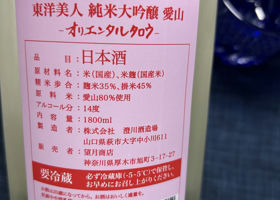 東洋美人 純米大吟醸 愛山
-オリエンタルタロウ-
品目：日本酒
原材料名：米（国産）、米麹（国産米）
精米歩合：麹米35%、掛米45%
原料米：愛山80%使用
アルコール分：14度
内容量：1800ml
製造者：株式会社 澄川酒造場
山口県萩市大字中小川611
販売者：望月商店
神奈川県厚木市旭町3-17-27
要冷蔵
必ず冷蔵庫(-5-5℃)で保存し、
お早めにお召し上がりください。